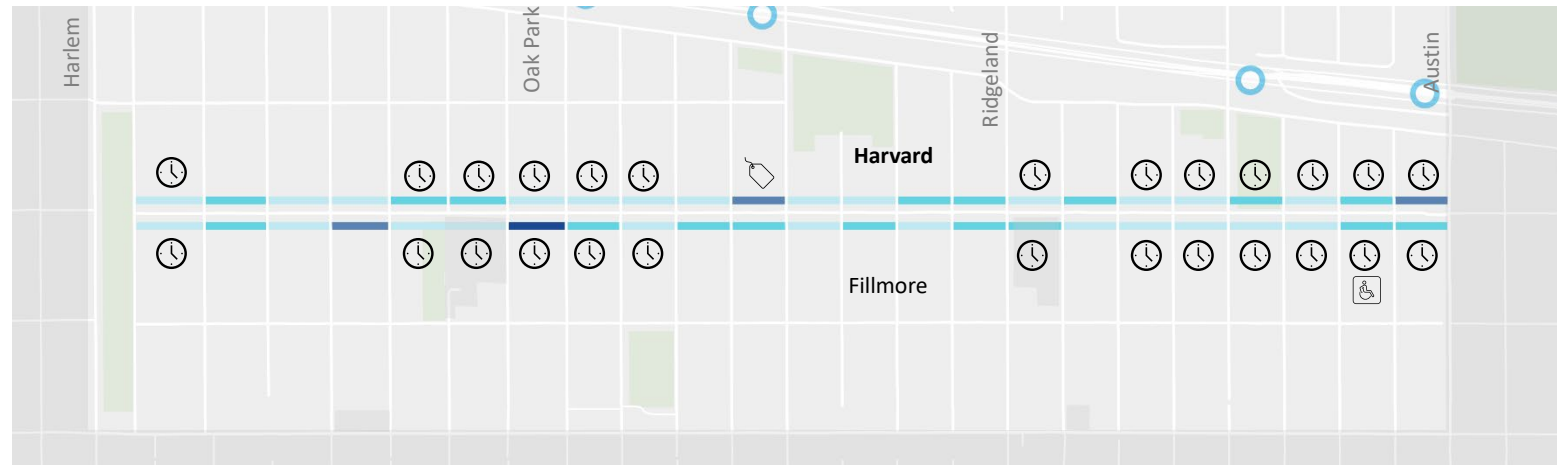 Harlem
Oak Park
Ridgeland
Austin
Harvard
Fillmore